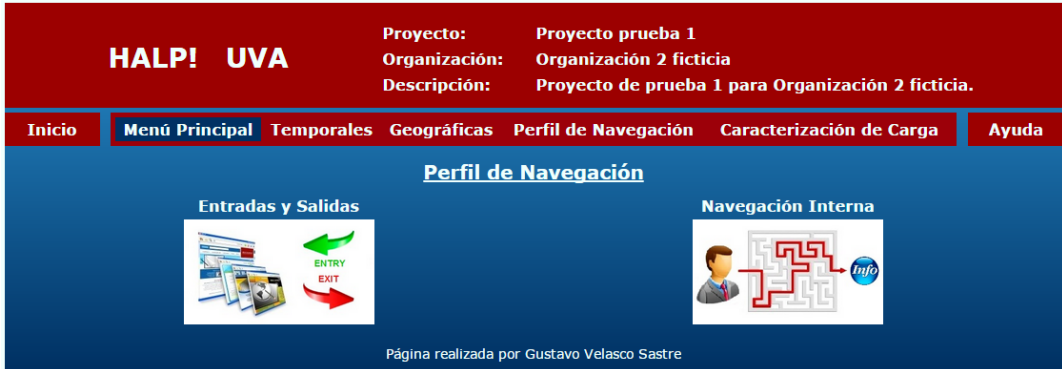 HALP! UVA
Proyecto: Proyecto prueba 1
Organización: Organización 2 ficticia
Descripción: Proyecto de prueba 1 para Organización 2 ficticia.
Inicio Menú Principal Temporales Geográficas Perfil de Navegación Caracterización de Carga Ayuda
Perfil de Navegación
Entradas y Salidas
ENTRY
EXIT
Navegación Interna
Info
Página realizada por Gustavo Velasco Sastre